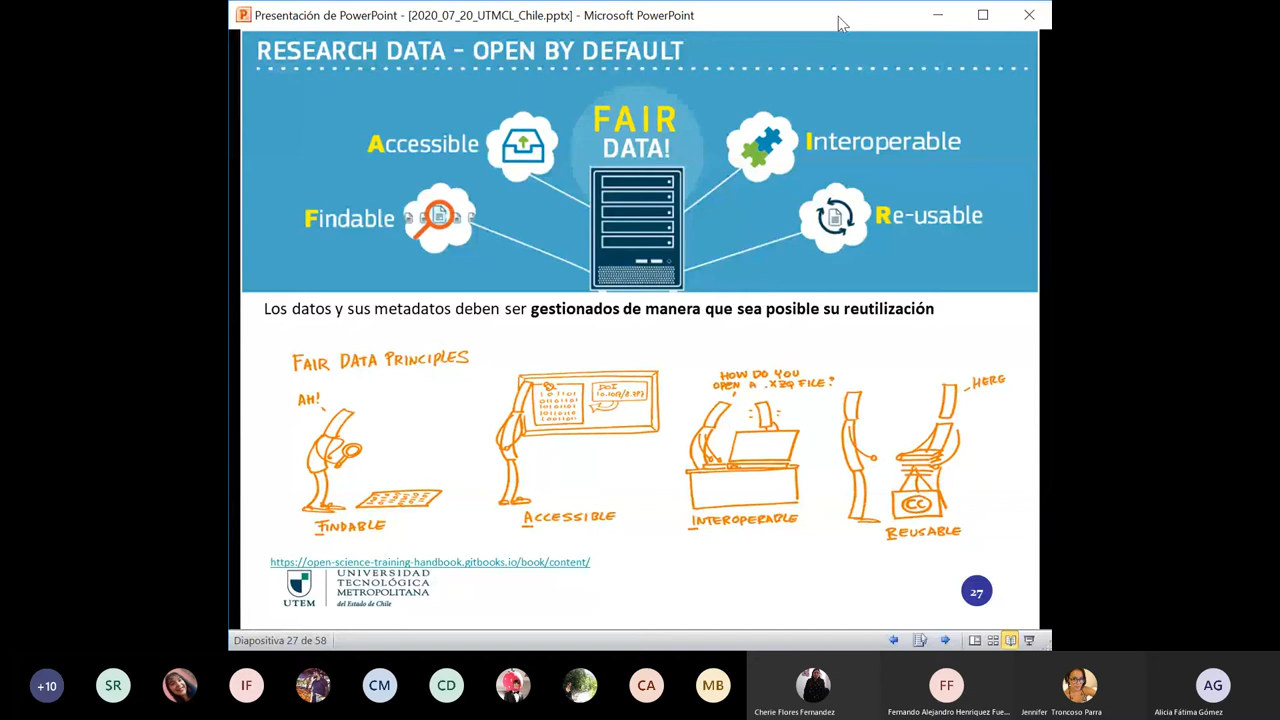 Presentación de PowerPoint - [2020_07_20_UTMCL_Chile.pptx] - Microsoft PowerPoint
RESEARCH DATA - OPEN BY DEFAULT
FAIR
DATA!
Accessible
Interoperable
Findable
Re-usable
Los datos y sus metadatos deben ser gestionados de manera que sea posible su reutilización
FAIR DATA PRINCIPLES
AH!
DOI
HOW DO YOU
OPEN A .XZQ FILE?
HERE
CC
FINDABLE
ACCESSIBLE
INTEROPERABLE
REUSABLE
https://open-science-training-handbook.gitbooks.io/book/content/
UTEM
UNIVERSIDAD
TECNOLÓGICA
METROPOLITANA
del Estado de Chile
27
Diapositiva 27 de 58
+10
SR
IF
CM
CD
CA
MB
FF
AG
Cherie Flores Fernandez
Fernando Alejandro Henriquez Fue...
Jennifer Troncoso Parra
Alicia Fátima Gómez